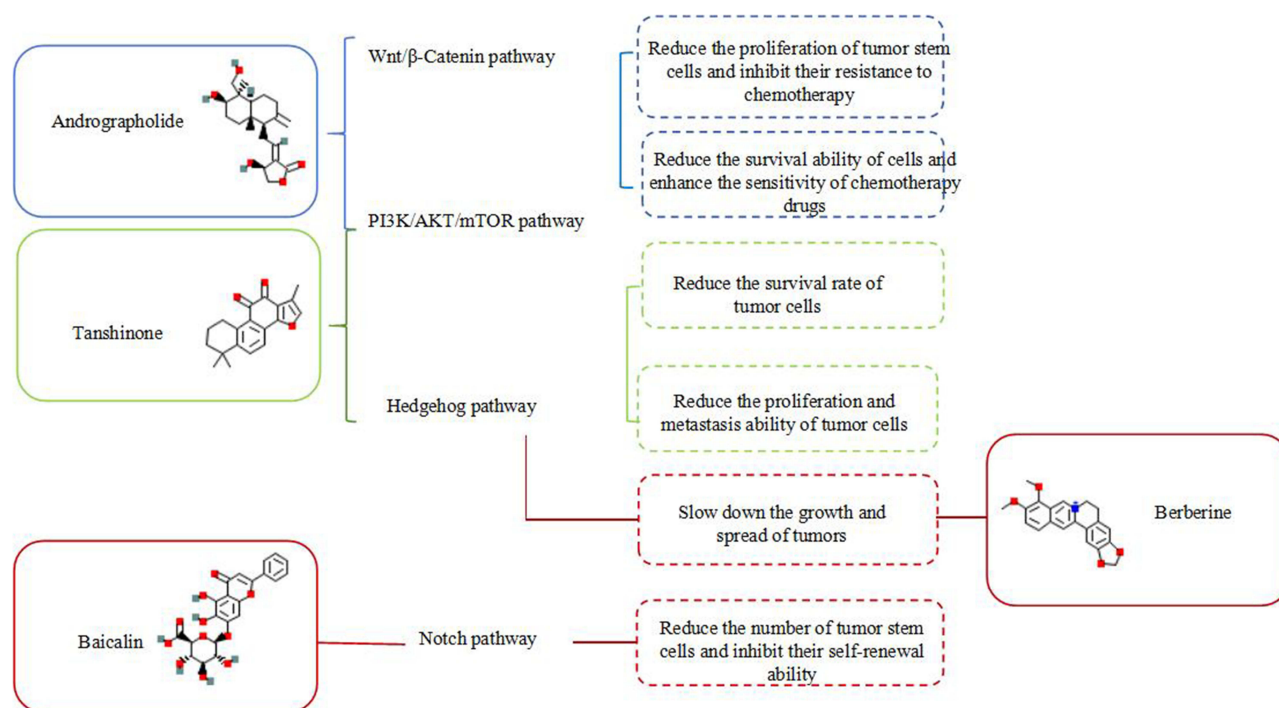 Andrographolide
Wnt/β-Catenin pathway
Reduce the proliferation of tumor stem
cells and inhibit their resistance to
chemotherapy
Reduce the survival ability of cells and
enhance the sensitivity of chemotherapy
drugs
PI3K/AKT/mTOR pathway
Tanshinone
Reduce the survival rate of
tumor cells
Hedgehog pathway
Reduce the proliferation and
metastasis ability of tumor cells
Slow down the growth and
spread of tumors
Berberine
Baicalin
Notch pathway
Reduce the number of tumor stem
cells and inhibit their self-renewal
ability